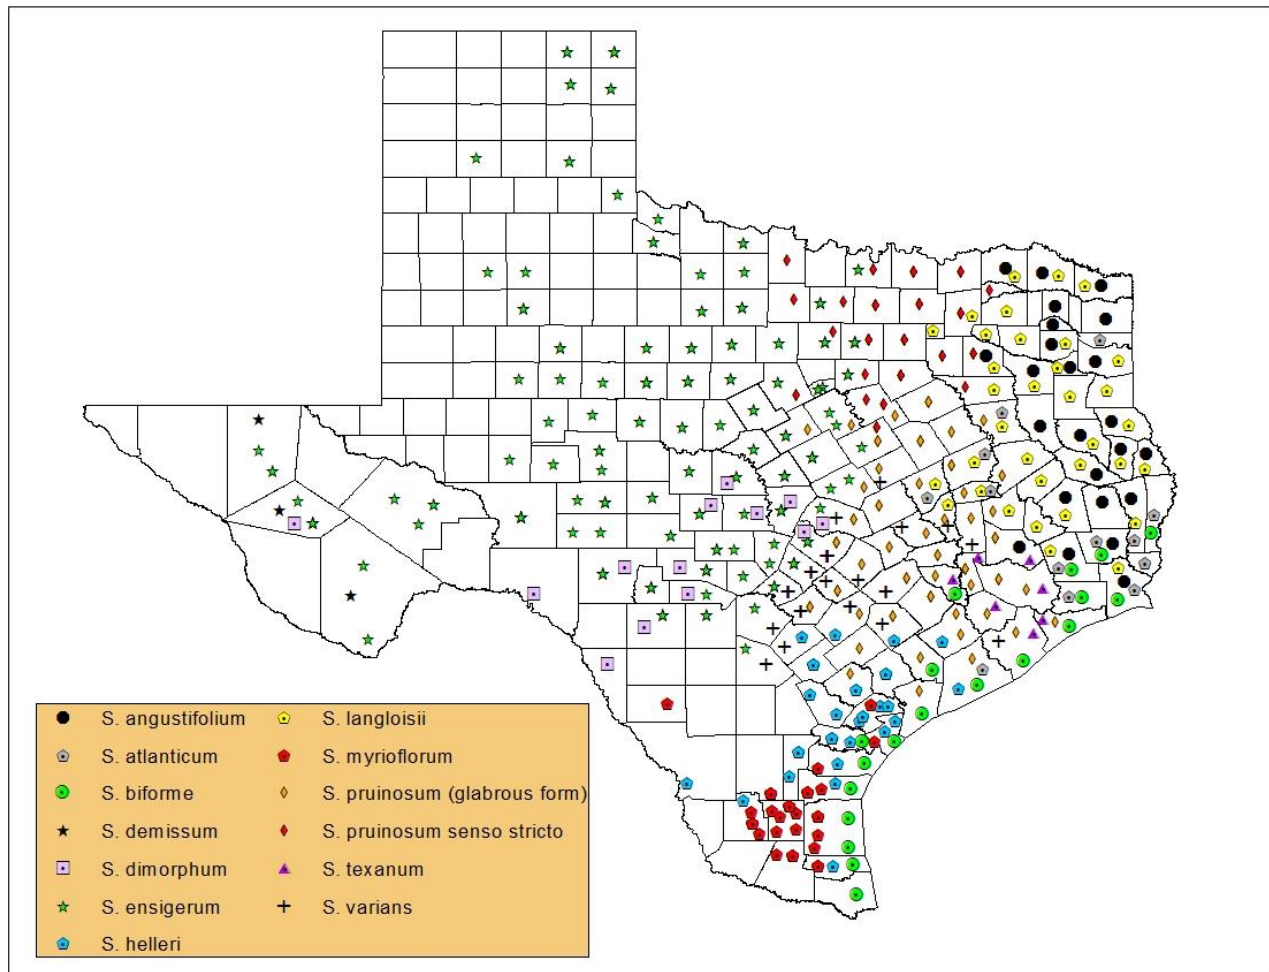 S. angustifolium S. langloisii
S. atlanticum S. myrioflorum
S. biforme S. pruinosum (glabrous form)
S. demissum S. pruinosum senso stricto
S. dimorphum S. texanum
S. ensigerum S. varians
S. helleri